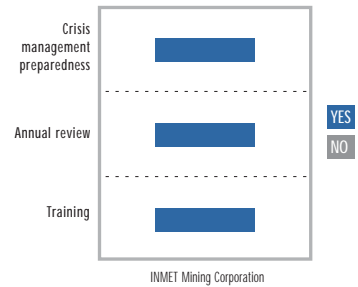 Crisis
management
preparedness
Annual review
Training
YES
NO
INMET Mining Corporation